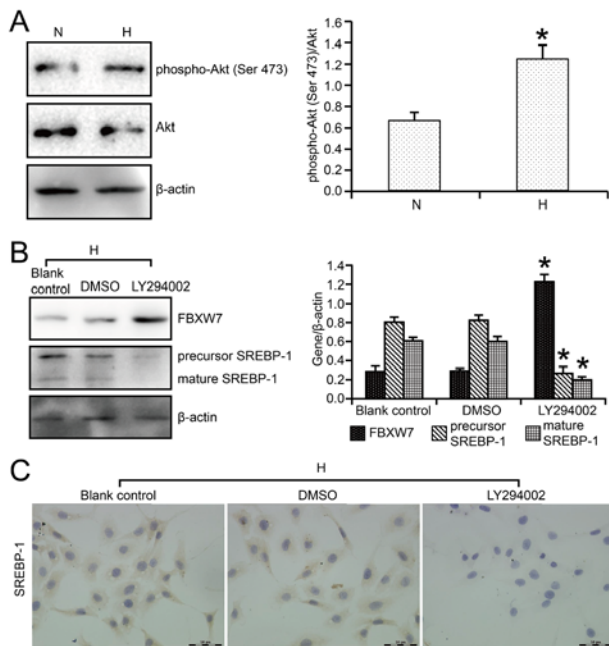 A
N H
phospho-Akt (Ser 473)
Akt
β-actin
phospho-Akt (Ser 473)/Akt
1.6
1.4
1.2
1.0
0.8
0.6
0.4
0.2
0.0
*
N H
B
H
Blank control DMSO LY294002
FBXW7
precursor SREBP-1
mature SREBP-1
β-actin
Gene/β-actin
1.4
1.2
1.0
0.8
0.6
0.4
0.2
0
*
* *
Blank control DMSO LY294002
FBXW7 precursor SREBP-1 mature SREBP-1
C
H
Blank control DMSO LY294002
SREBP-1